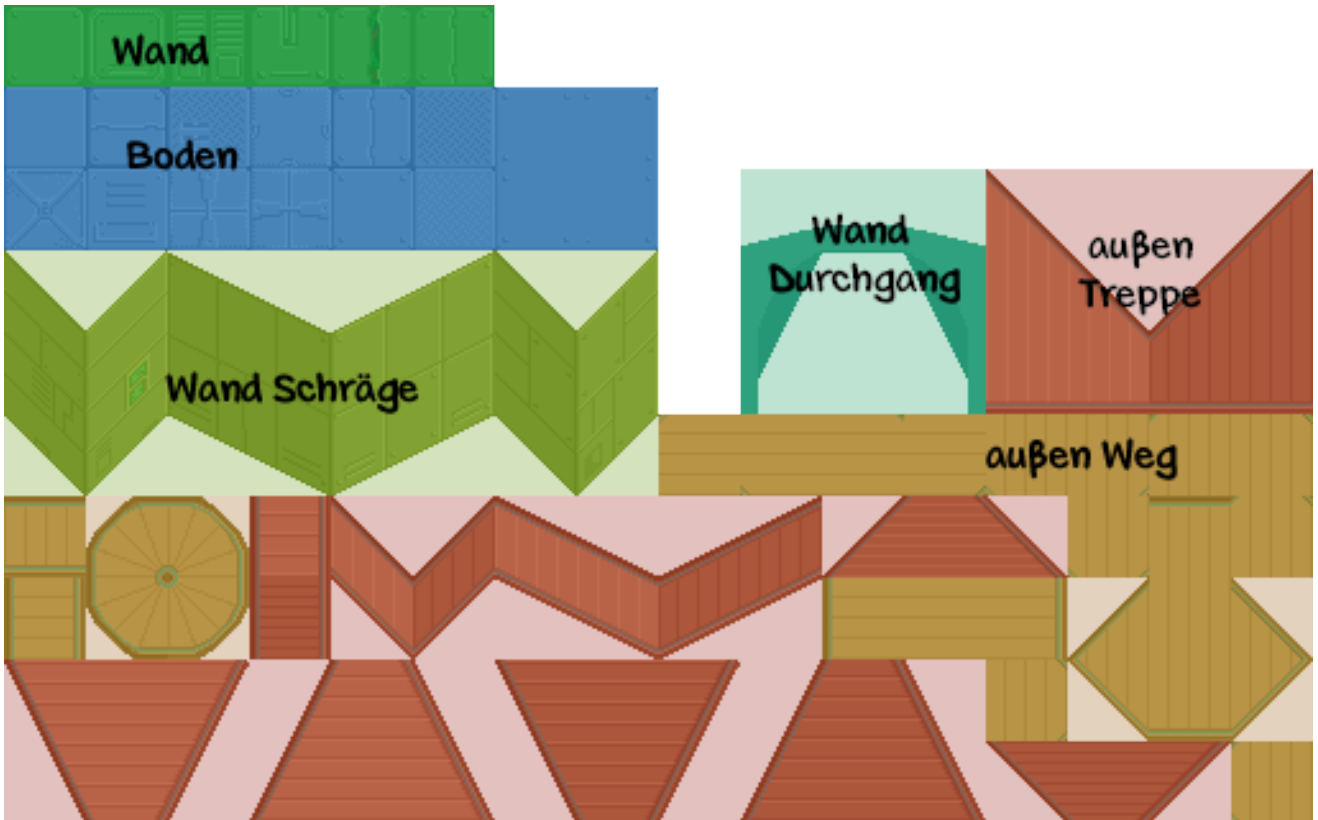 Wand
Boden
Wand
Durchgang
außen
Treppe
Wand Schräge
außen Weg